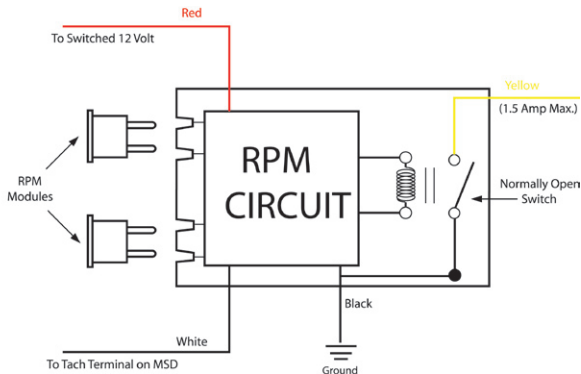 Red
To Switched 12 Volt
Yellow
(1.5 Amp Max.)
RPM
Modules
RPM
CIRCUIT
Normally Open
Switch
Black
White
To Tach Terminal on MSD
Ground